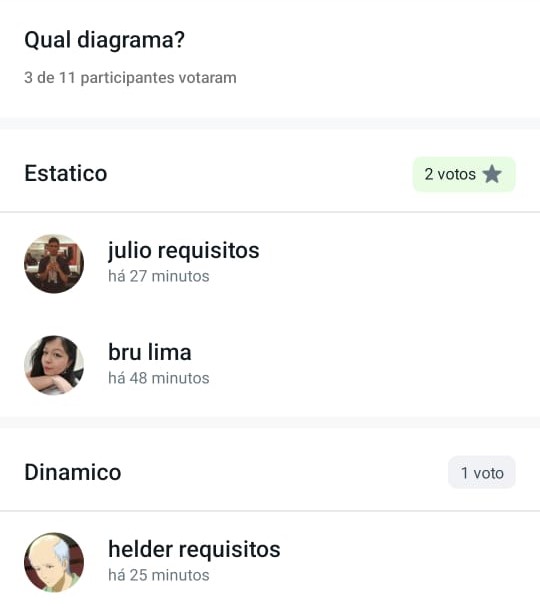 Qual diagrama?
3 de 11 participantes votaram
Estatico
2 votos
julio requisitos
há 27 minutos
bru lima
há 48 minutos
Dinamico
1 voto
helder requisitos
há 25 minutos